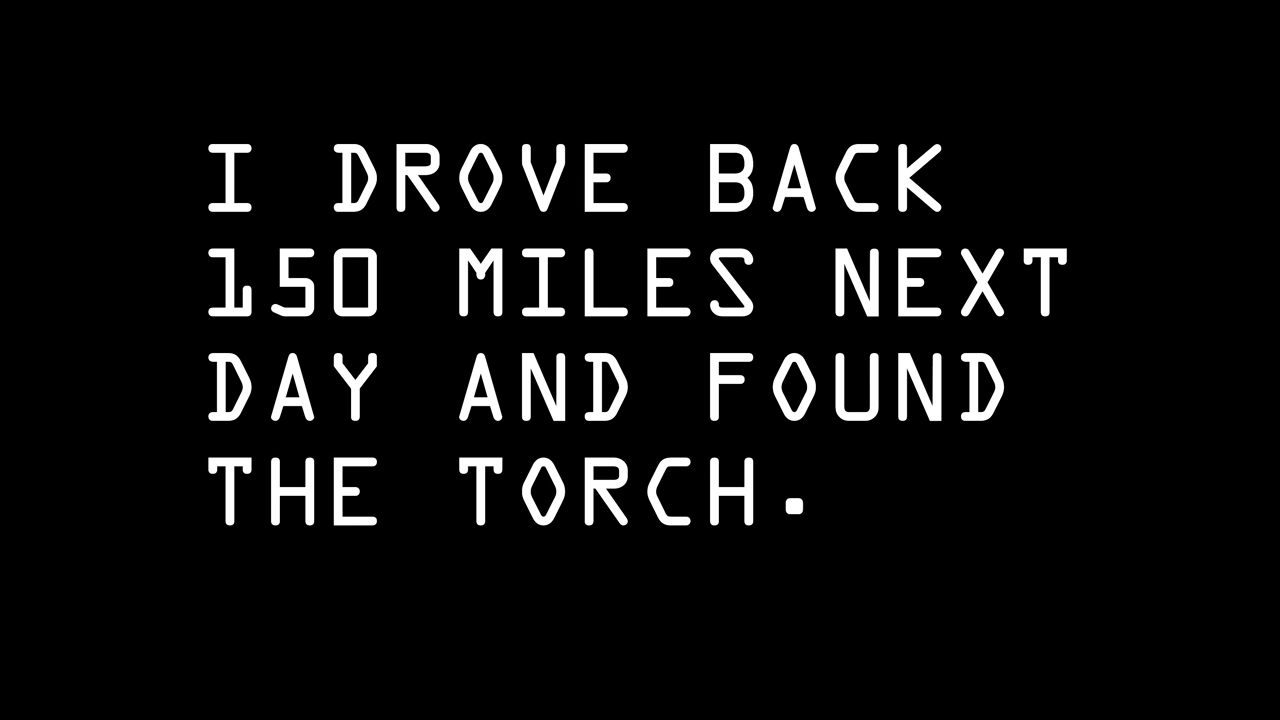 I DROVE BACK
150 MILES NEXT
DAY AND FOUND
THE TORCH.